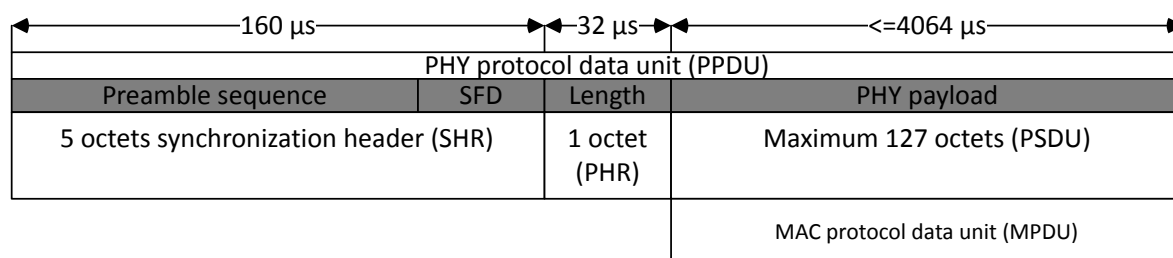 160 µs 32 µs <=4064 µs
PHY protocol data unit (PPDU)
Preamble sequence SFD Length PHY payload
5 octets synchronization header (SHR) 1 octet Maximum 127 octets (PSDU)
(PHR)
MAC protocol data unit (MPDU)